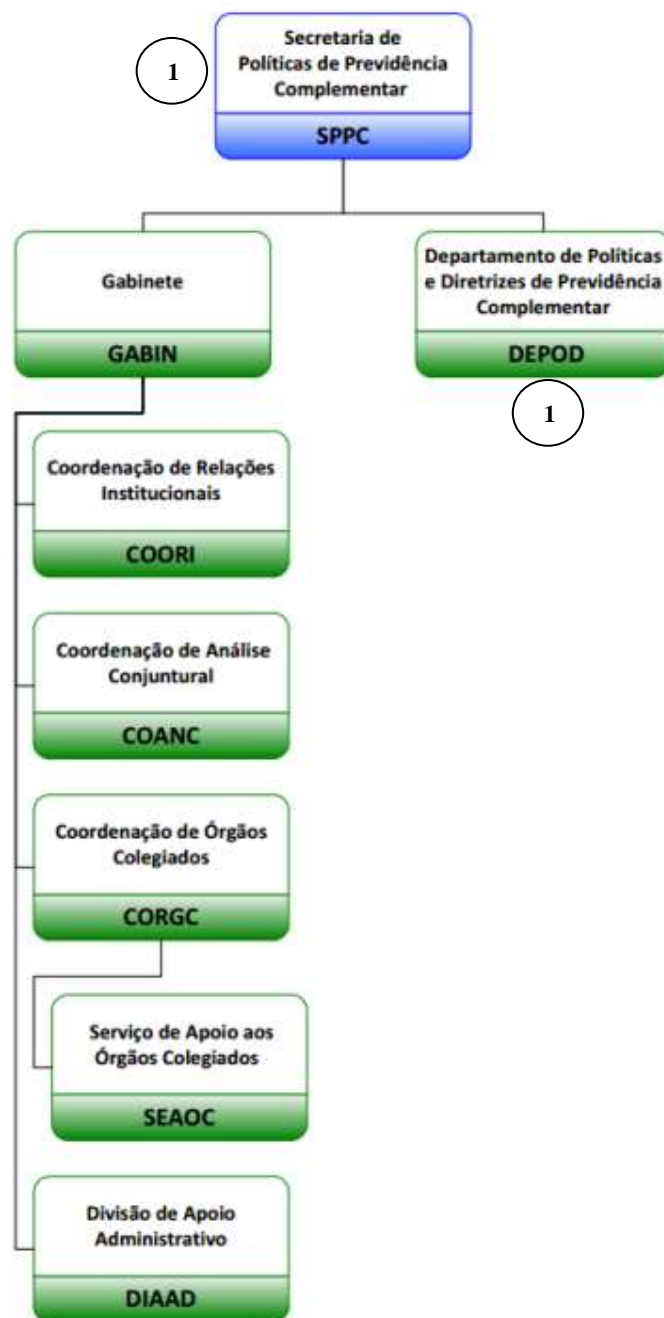 1
Secretaria de
Políticas de Previdência
Complementar
SPPC
Gabinete
GABIN
Departamento de Políticas
e Diretrizes de Previdência
Complementar
DEPOD
1
Coordenação de Relações
Institucionais
COORI
Coordenação de Análise
Conjuntural
COANC
Coordenação de Órgãos
Colegiados
CORGC
Serviço de Apoio aos
Órgãos Colegiados
SEAOC
Divisão de Apoio
Administrativo
DIAAD